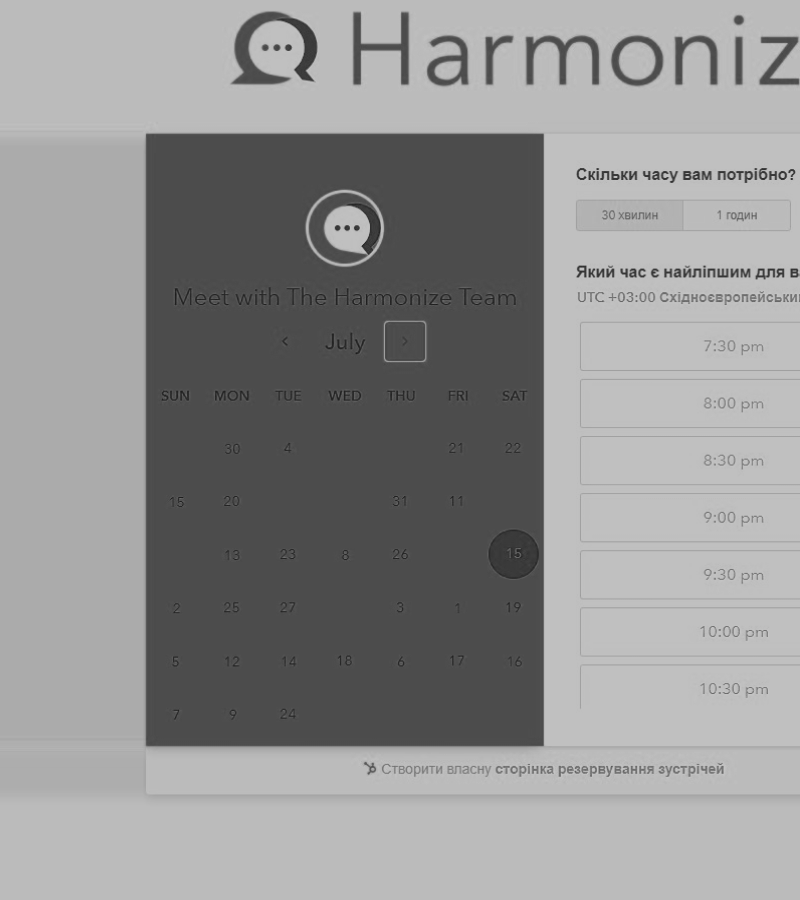 Harmoniz
Meet with The Harmonize Team
July
SUN MON TUE WED THU FRI SAT
30 4 21 22
15 20 31 11
13 23 8 26 15
2 25 27 3 1 19
5 12 14 18 6 17 16
7 9 24
Скільки часу вам потрібно?
30 хвилин 1 годин
Який час є найліпшим для в
UTC +03:00 Східноєвропейськи
7:30 pm
8:00 pm
8:30 pm
9:00 pm
9:30 pm
10:00 pm
10:30 pm
Створити власну сторінка резервування зустрічей